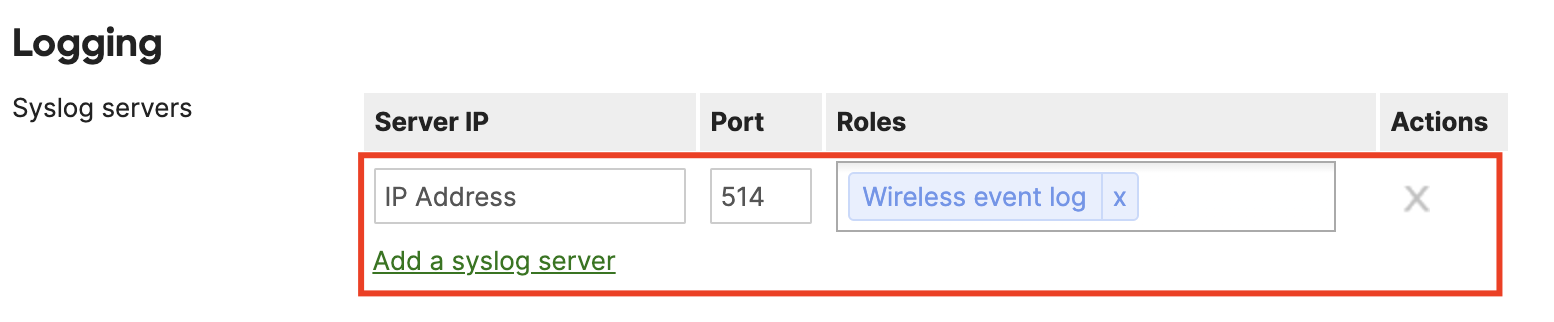 Logging
Syslog servers
Server IP Port Roles Actions
IP Address 514 Wireless event log x X
Add a syslog server